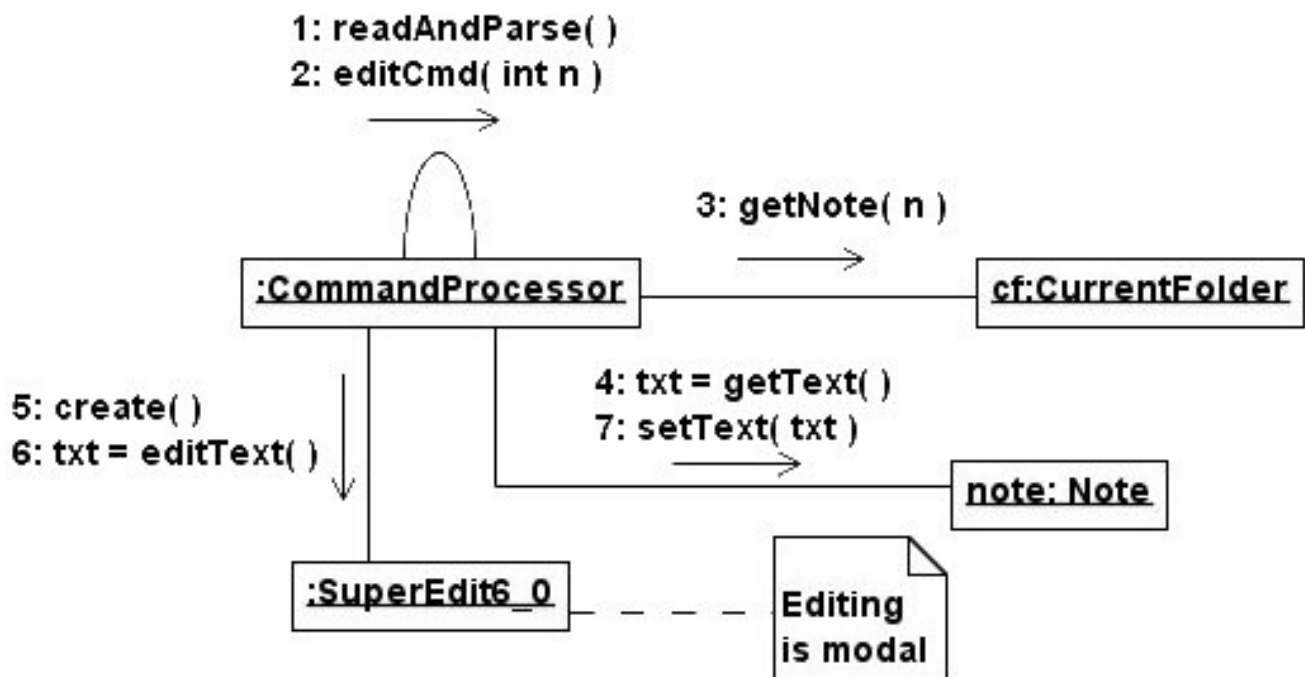 1: readAndParse( )
2: editCmd( int n )
3: getNote( n )
:CommandProcessor
cf:CurrentFolder
5: create( )
6: txt = editText( )
4: txt = getText( )
7: setText( txt )
note: Note
:SuperEdit6_0
Editing
is modal